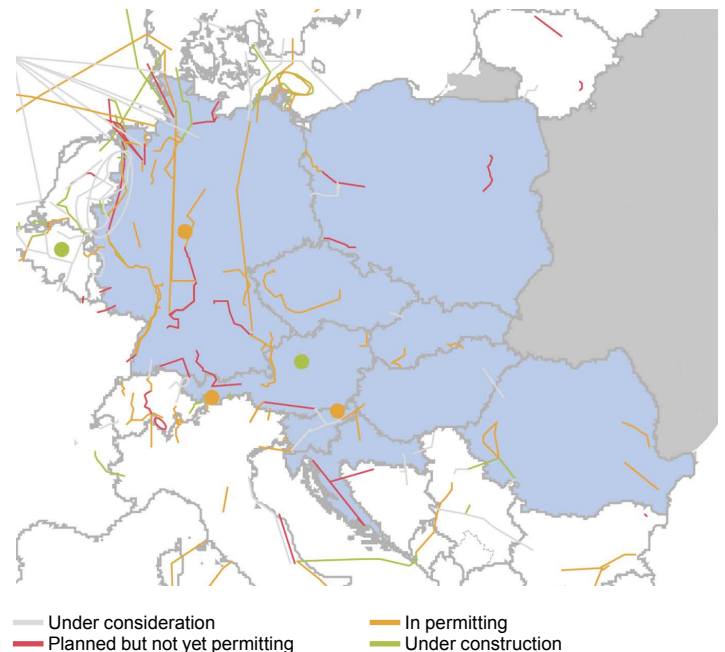 Under consideration
In permitting
Planned but not yet permitting
Under construction